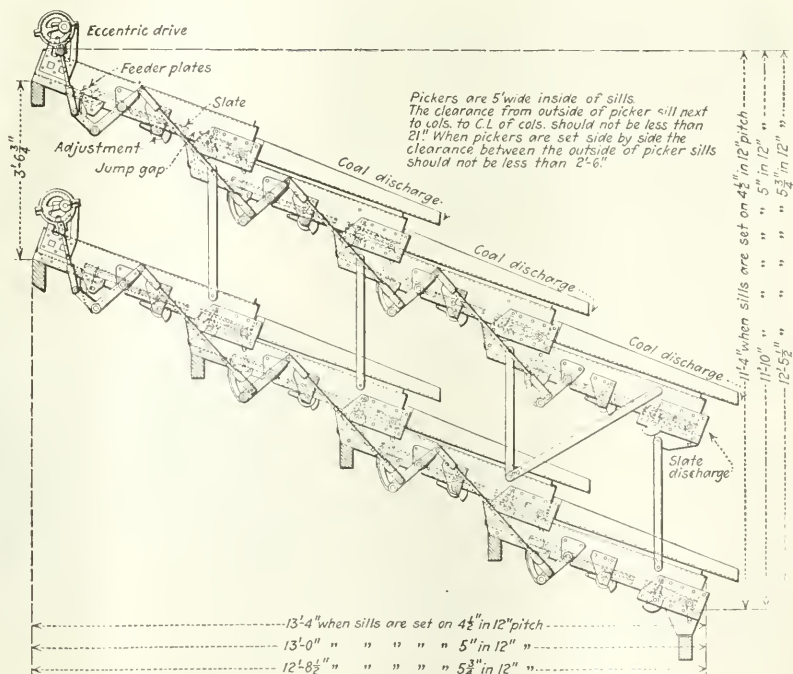 Eccentric drive
Feeder plates
Slate
Adjustment
Jump gap
3'-6¾"
Pickers are 5' wide inside of sills.
The clearance from outside of picker sill next
to cols. to C.L of cols. should not be less than
21." When pickers are set side by side the
clearance between the outside of picker sills
should not be less than 2'-6."
Coal discharge
Coal discharge
Coal discharge
Slate
discharge
11'-4" when sills are set on 4½" in 12" pitch
11'-10" " " " " " 5" in 12" "
12'-5½" " " " " " 5¾" in 12" "
13'-4" when sills are set on 4½" in 12" pitch
13'-0" " " " " " 5" in 12" "
12'-8½" " " " " " 5¾" in 12" "